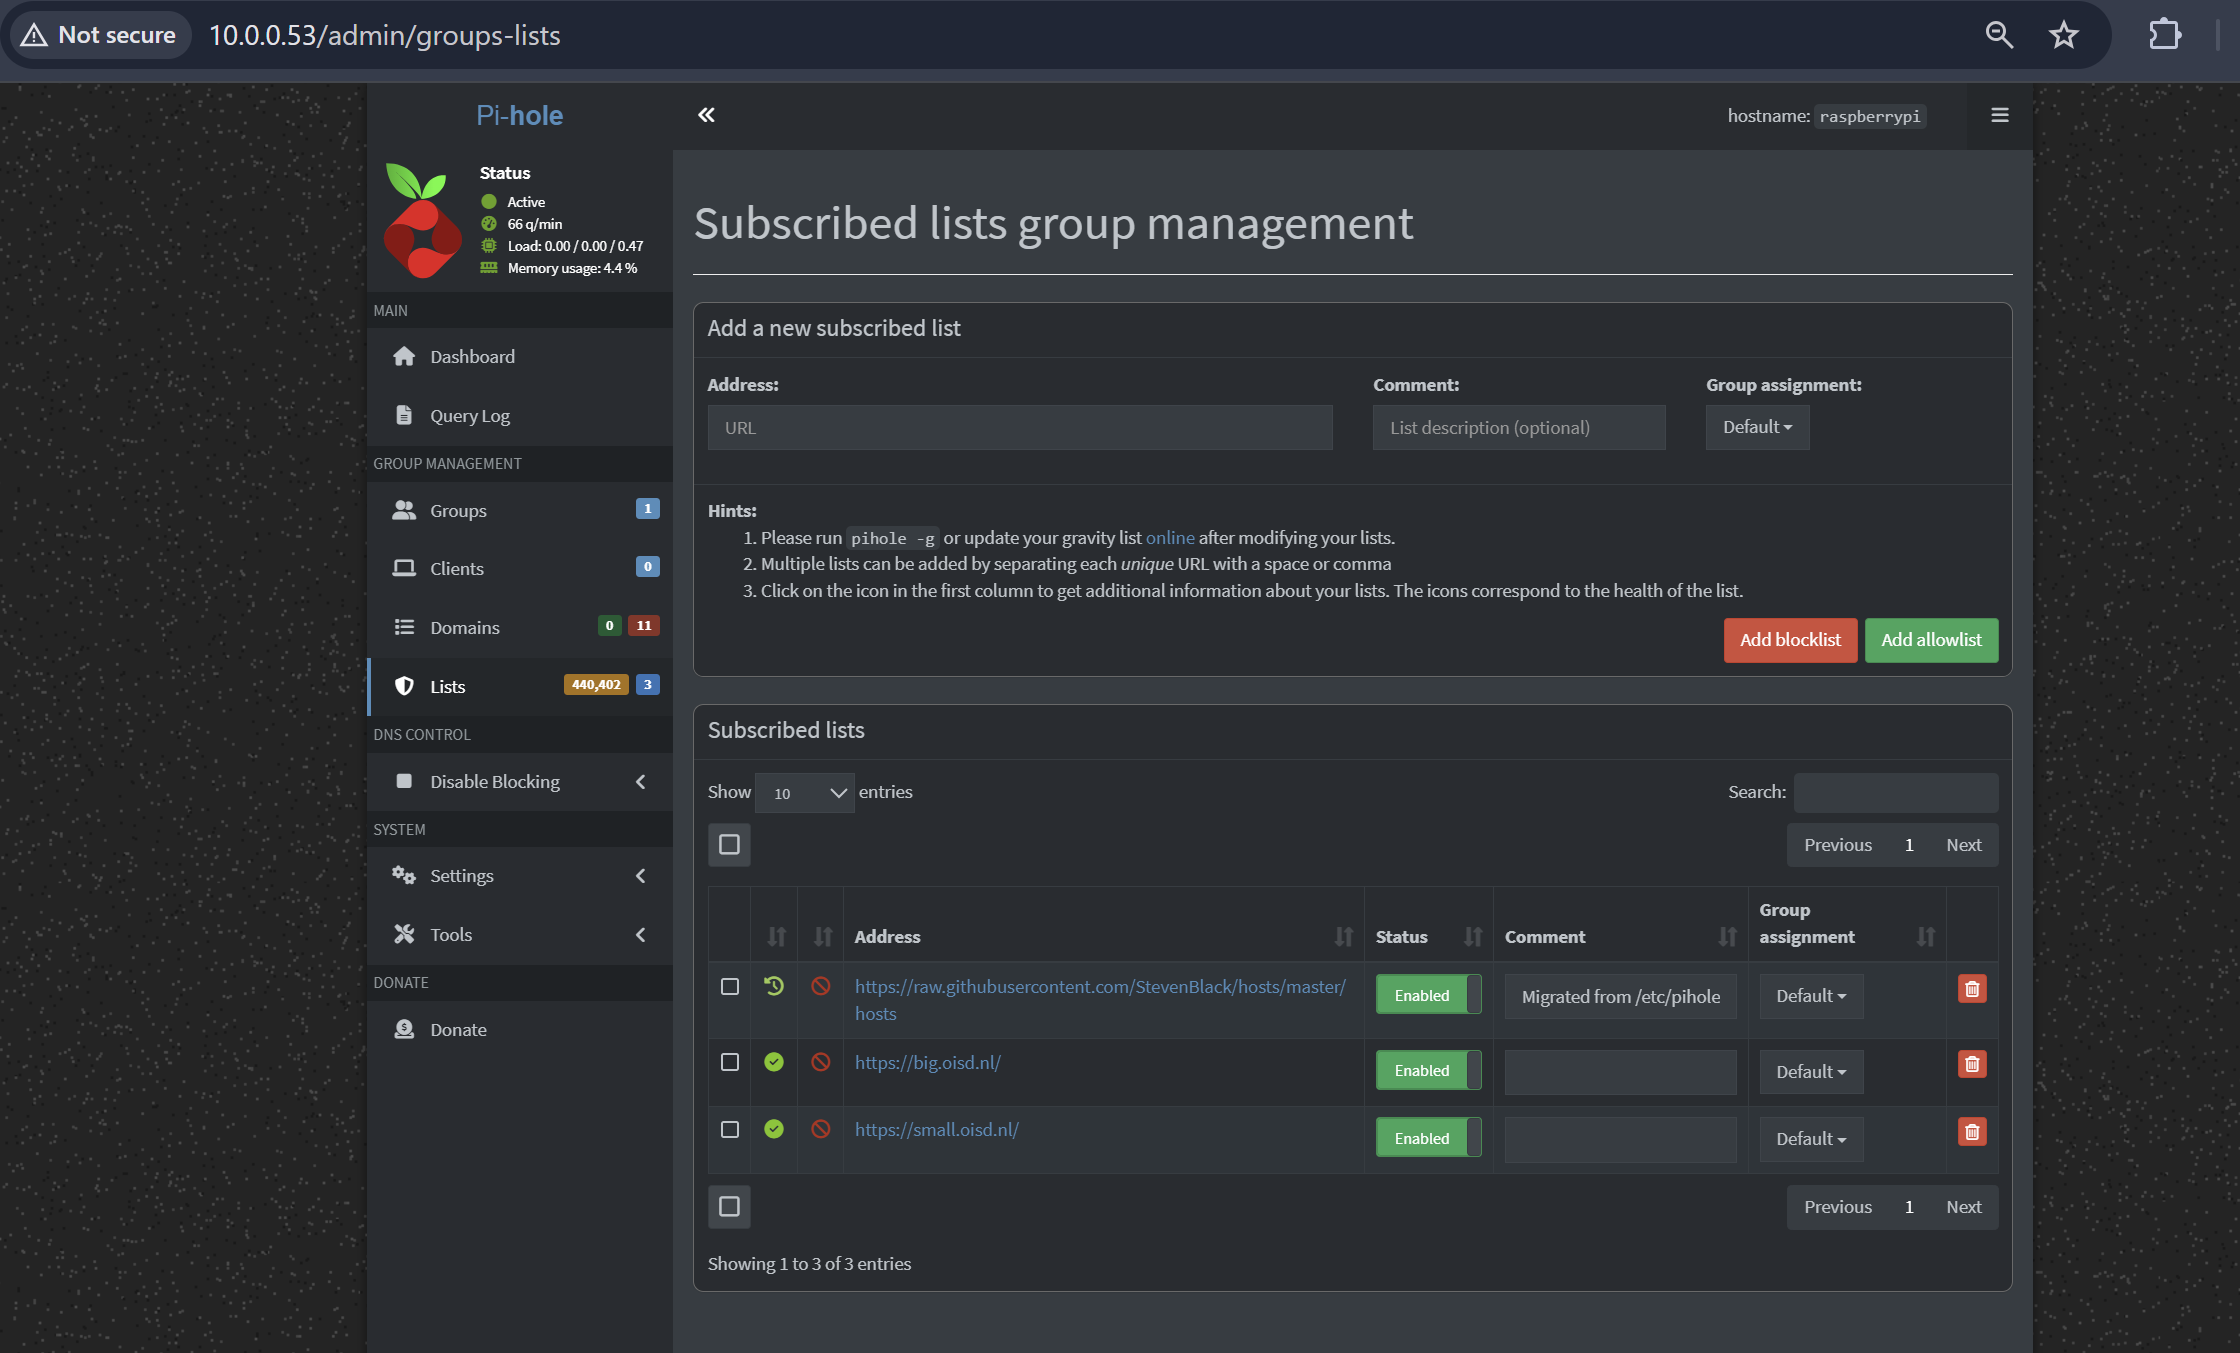 Not secure
10.0.0.53/admin/groups-lists
Pi-hole
hostname: raspberrypi
Status
Active
66 q/min
Load: 0.00 / 0.00 / 0.47
Memory usage: 4.4 %
MAIN
Dashboard
Query Log
GROUP MANAGEMENT
Groups 1
Clients 0
Domains 0 11
Lists 440,402 3
DNS CONTROL
Disable Blocking
SYSTEM
Settings
Tools
DONATE
Donate
Subscribed lists group management
Add a new subscribed list
Address: Comment: Group assignment:
URL List description (optional) Default
Hints:
1. Please run pihole -g or update your gravity list online after modifying your lists.
2. Multiple lists can be added by separating each unique URL with a space or comma
3. Click on the icon in the first column to get additional information about your lists. The icons correspond to the health of the list.
Add blocklist Add allowlist
Subscribed lists
Show 10 entries Search:
Previous 1 Next
Address Status Comment Group
assignment
https://raw.githubusercontent.com/StevenBlack/hosts/master/ Enabled Migrated from /etc/pihole Default
hosts
https://big.oisd.nl/ Enabled Default
https://small.oisd.nl/ Enabled Default
Previous 1 Next
Showing 1 to 3 of 3 entries